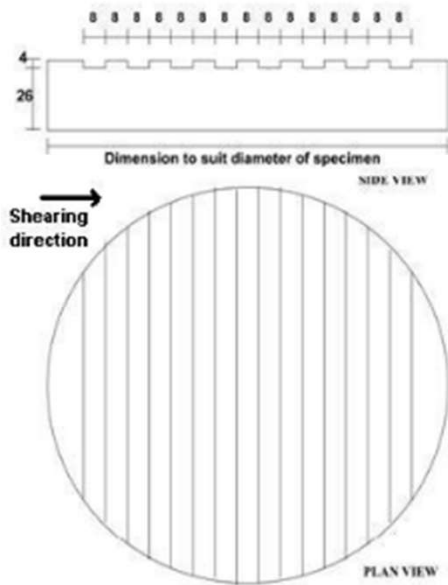 8 8 8 8 8 8 8 8 8 8 8 8 8 8 8
4
26
Dimension to suit diameter of specimen
SIDE VIEW
Shearing
direction
PLAN VIEW